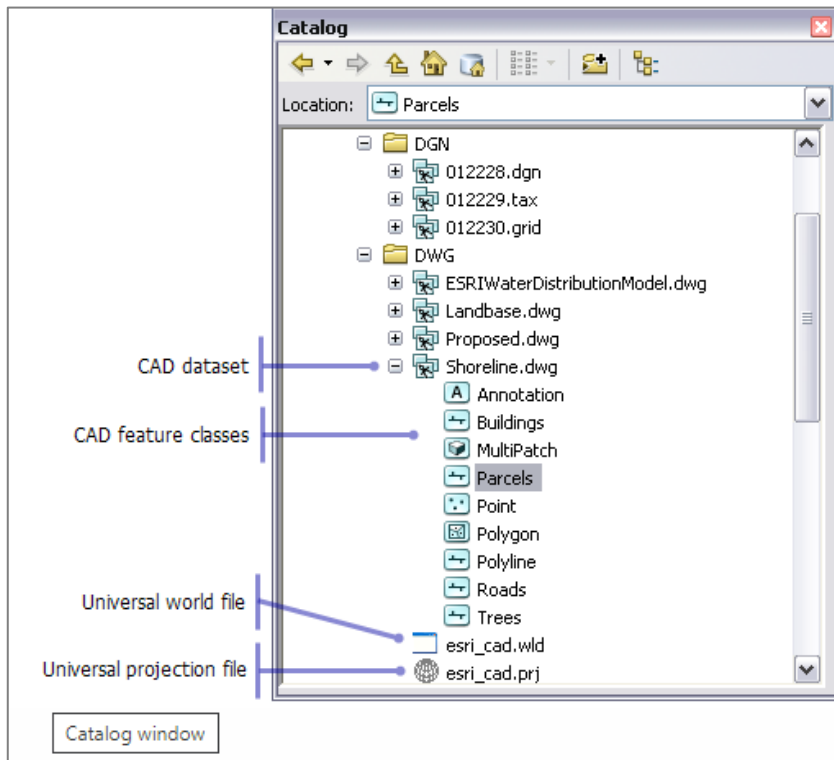 Catalog
Location: Parcels
DGN
012228.dgn
012229.tax
012230.grid
DWG
ESRIWaterDistributionModel.dwg
Landbase.dwg
Proposed.dwg
CAD dataset
Shoreline.dwg
A Annotation
CAD feature classes
Buildings
MultiPatch
Parcels
Point
Polygon
Polyline
Roads
Universal world file
Trees
esri_cad.wld
Universal projection file
esri_cad.prj
Catalog window